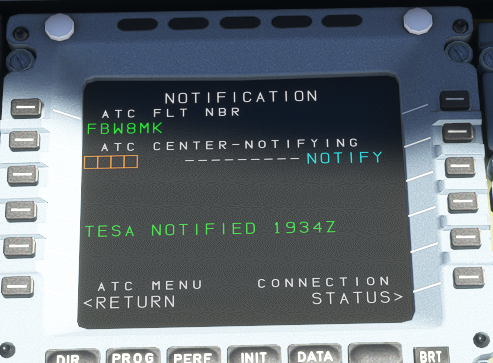 NOTIFICATION
ATC FLT NBR
FBW8MK
ATC CENTER-NOTIFYING
---------NOTIFY
TESA NOTIFIED 1934Z
ATC MENU CONNECTION
<RETURN STATUS>
DIR PROG PERF INIT DATA BRT